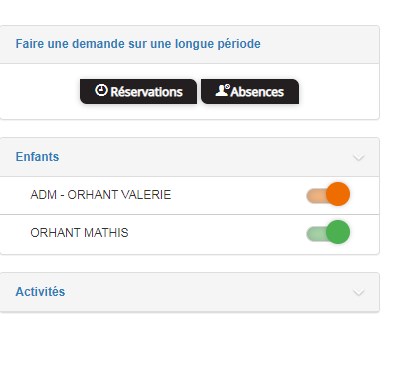 Faire une demande sur une longue période
Réservations Absences
Enfants
ADM - ORHANT VALERIE
ORHANT MATHIS
Activités